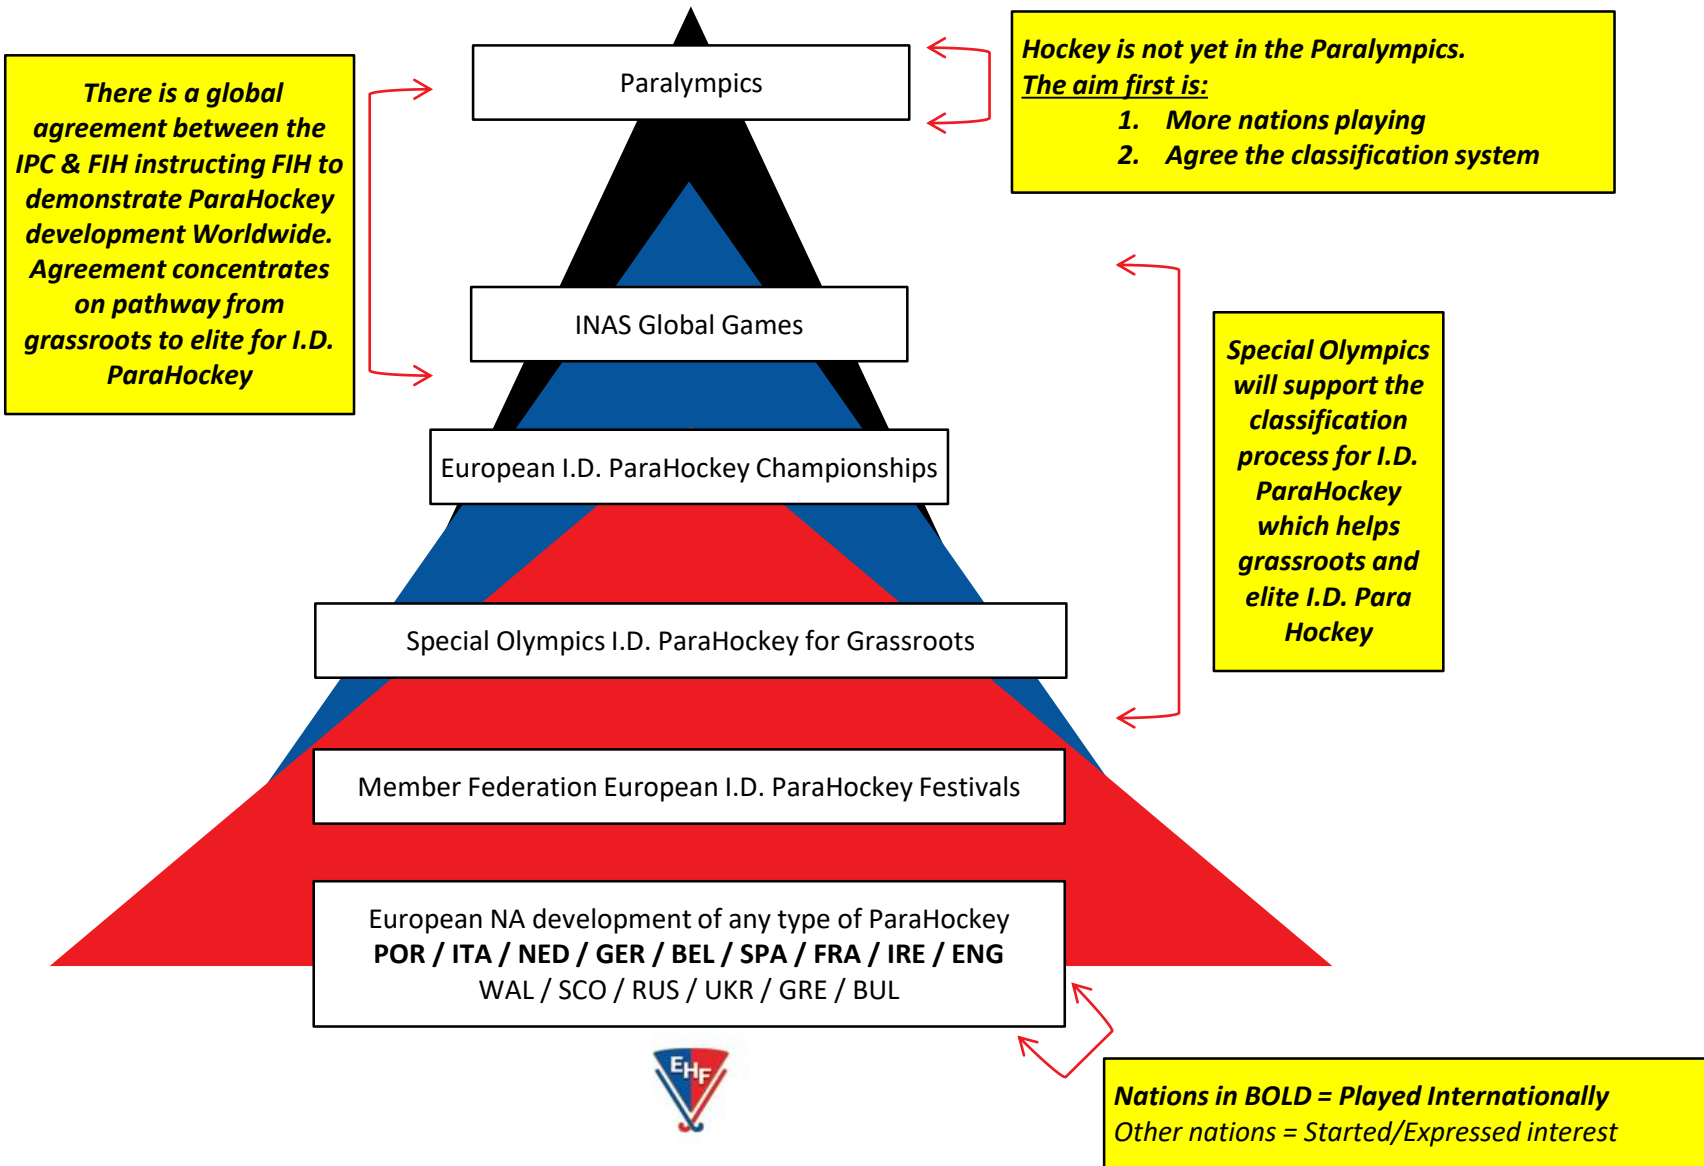 Paralympics
Hockey is not yet in the Paralympics.
The aim first is:
1. More nations playing
2. Agree the classification system
There is a global
agreement between the
IPC & FIH instructing FIH to
demonstrate ParaHockey
development Worldwide.
Agreement concentrates
on pathway from
grassroots to elite for I.D.
ParaHockey
INAS Global Games
Special Olympics
will support the
classification
process for I.D.
ParaHockey
which helps
grassroots and
elite I.D. Para
Hockey
European I.D. ParaHockey Championships
Special Olympics I.D. ParaHockey for Grassroots
Member Federation European I.D. ParaHockey Festivals
European NA development of any type of ParaHockey
POR / ITA / NED / GER / BEL / SPA / FRA / IRE / ENG
WAL / SCO / RUS / UKR / GRE / BUL
EHF
Nations in BOLD = Played Internationally
Other nations = Started/Expressed interest